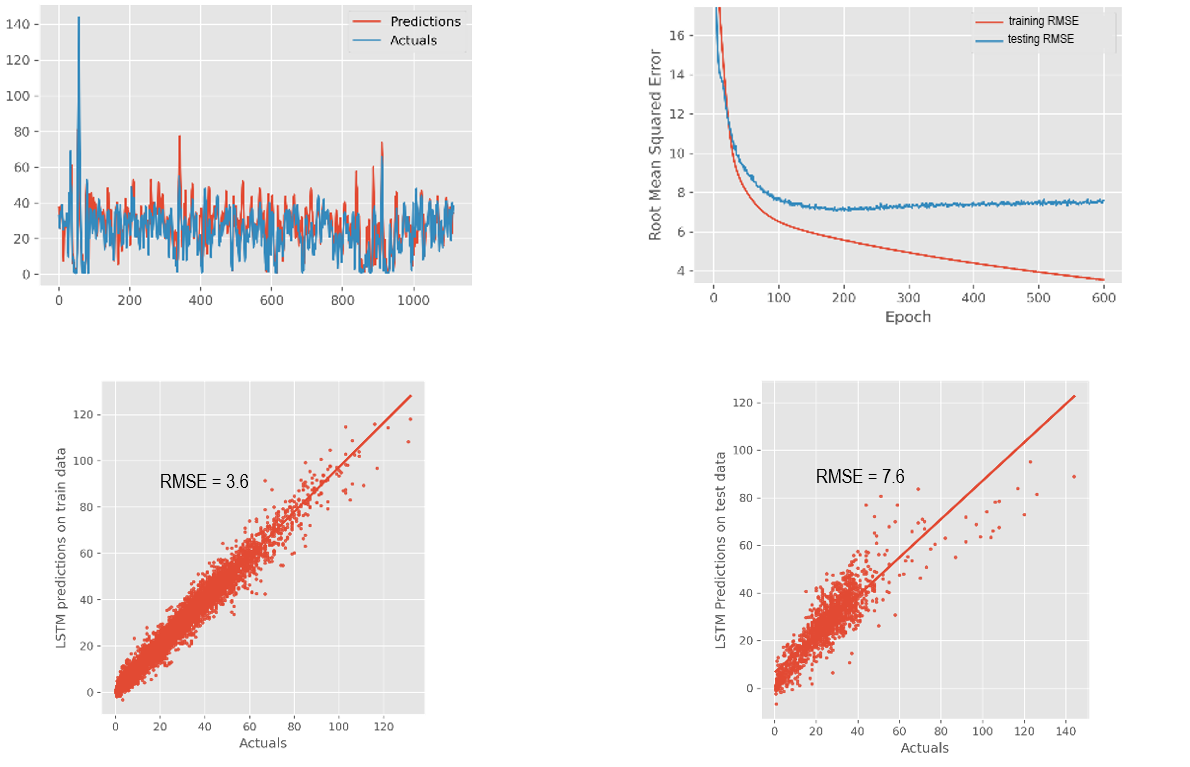 140
120
100
80
60
40
20
0
0 200 400 600 800 1000
Predictions
Actuals
Root Mean Squared Error
16
14
12
10
8
6
4
0 100 200 300 400 500 600
Epoch
training RMSE
testing RMSE
LSTM predictions on train data
120
100
80
60
40
20
0
0 20 40 60 80 100 120
Actuals
RMSE = 3.6
LSTM Predictions on test data
120
100
80
60
40
20
0
0 20 40 60 80 100 120 140
Actuals
RMSE = 7.6